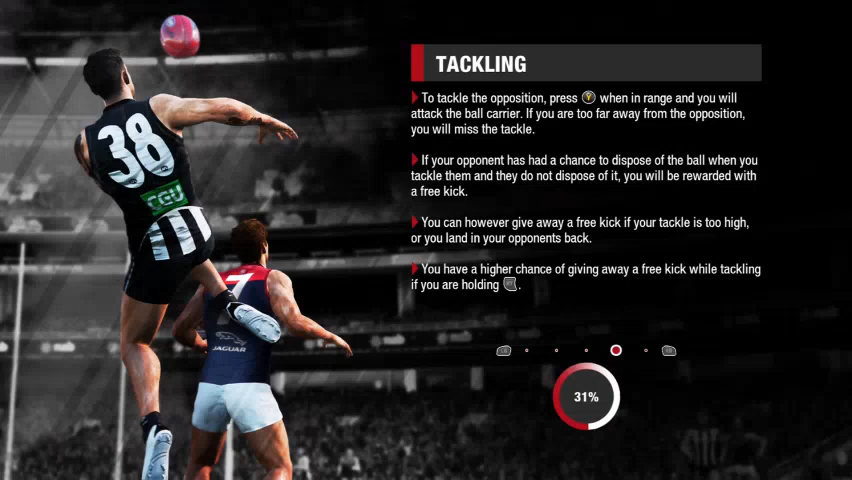 TACKLING
To tackle the opposition, press Y when in range and you will
attack the ball carrier. If you are too far away from the opposition,
you will miss the tackle.
If your opponent has had a chance to dispose of the ball when you
tackle them and they do not dispose of it, you will be rewarded with
a free kick.
You can however give away a free kick if your tackle is too high,
or you land in your opponents back.
You have a higher chance of giving away a free kick while tackling
if you are holding .
LB RB
31%
38
CGU
7
JAGUAR